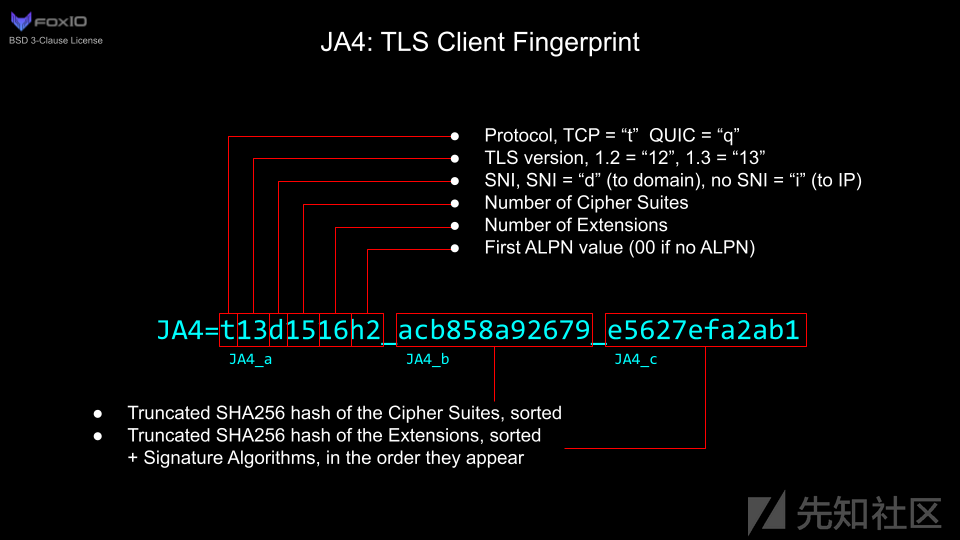 FOXIO
BSD 3-Clause License
JA4: TLS Client Fingerprint
● Protocol, TCP = “t”  QUIC = “q”
● TLS version, 1.2 = “12”, 1.3 = “13”
● SNI, SNI = “d” (to domain), no SNI = “i” (to IP)
● Number of Cipher Suites
● Number of Extensions
● First ALPN value (00 if no ALPN)
JA4=t13d1516h2_acb858a92679_e5627efa2ab1
JA4_a JA4_b JA4_c
● Truncated SHA256 hash of the Cipher Suites, sorted
● Truncated SHA256 hash of the Extensions, sorted
+ Signature Algorithms, in the order they appear
先知社区